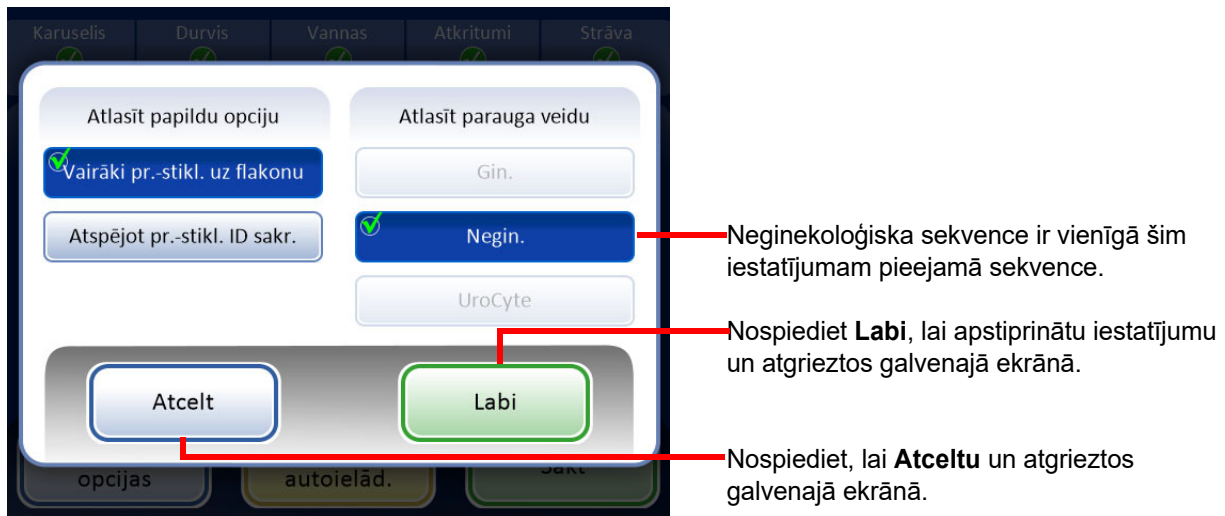 Karuselis Durvis Vannas Atkritumi Strāva
Atlasīt papildu opciju
Vairāki pr.-stikl. uz flakonu
Atspējot pr.-stikl. ID sakr.
Atlasīt parauga veidu
Gin.
Negin.
UroCyte
Atcelt
Labi
opcijas
autoielād.
Sākt
Neginekoloģiska sekvence ir vienīgā šim
iestatījumam pieejamā sekvence.
Nospiediet Labi, lai apstiprinātu iestatījumu
un atgrieztos galvenajā ekrānā.
Nospiediet, lai Atceltu un atgrieztos
galvenajā ekrānā.